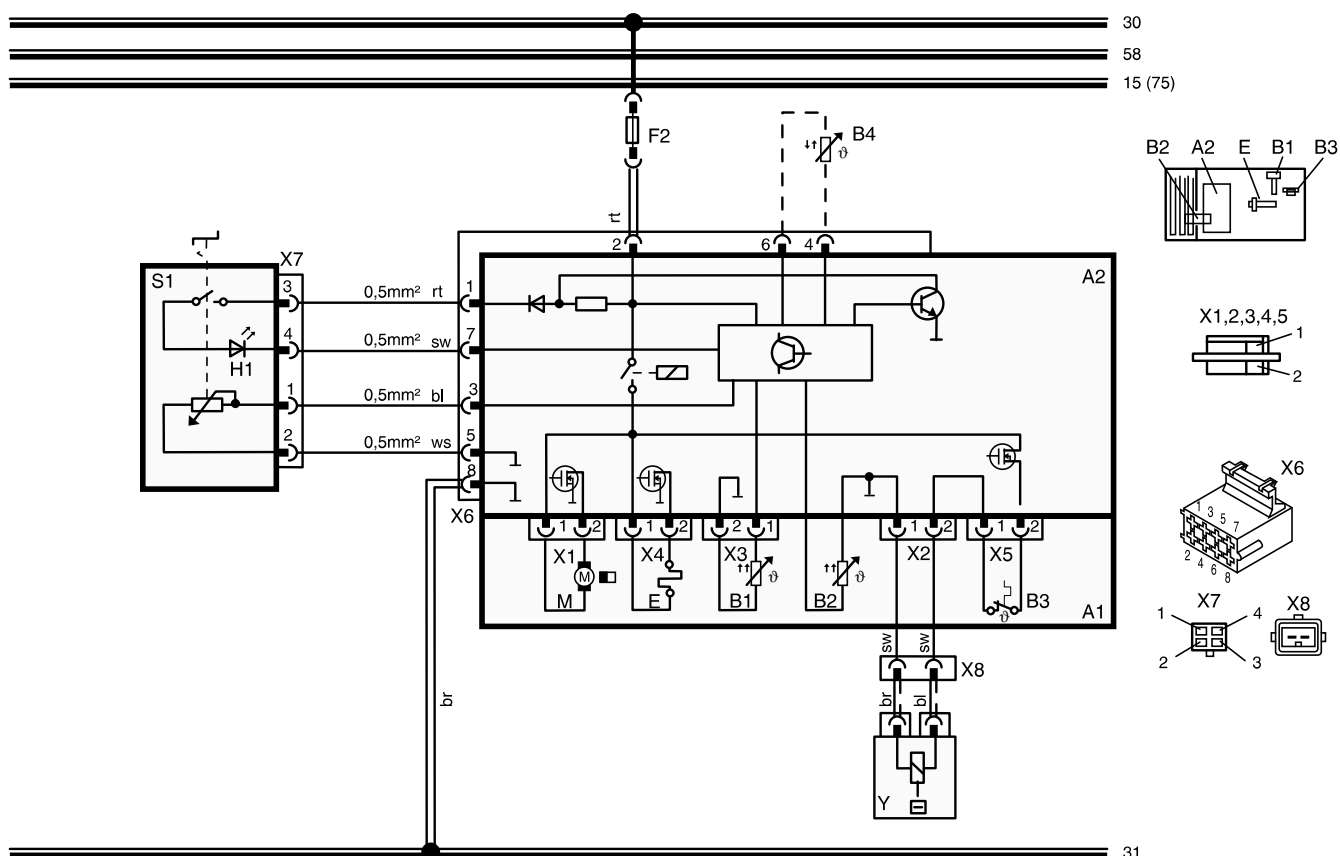 30
58
15 (75)
F2
B4
ϑ
rt
2
6
4
B2 A2 E B1 B3
S1
X7
A2
3
0,5mm² rt
1
4
0,5mm² sw
7
H1
1
0,5mm² bl
3
2
0,5mm² ws
5
8
X6
X1,2,3,4,5
1
2
X6
1 3 5 7
2 4 6 8
1 2
1 2
2 1
1 2
1 2
X1
X4
X3
X2
X5
M
ϑ
ϑ
M
E
B1
B2
ϑ
B3
A1
X7
X8
1
4
2
3
sw
sw
X8
br
bl
br
Y
31